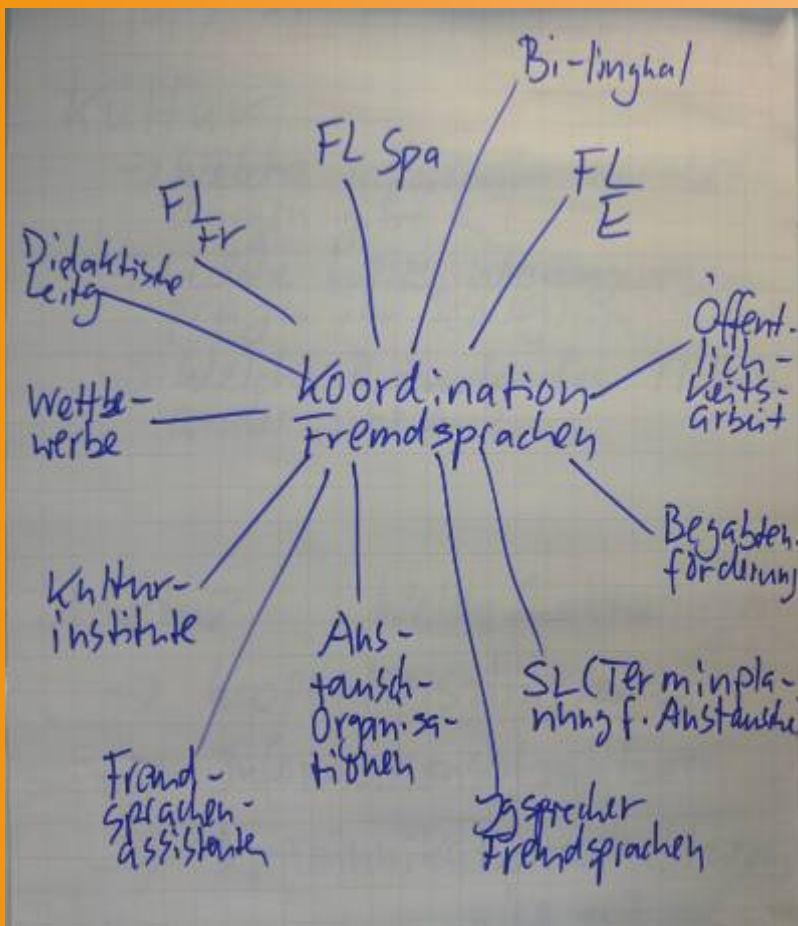 Bi-lingual
FL Spa
FL
E
FL
Fr
Didaktische
Leitg
Öffent-
lich-
keits-
arbeit
Koordination
Fremdsprachen
Wettbe-
werbe
Begabten-
förderung
Kultur-
institute
Aus-
tausch-
Organisa-
tionen
SL (Terminpla-
nung f. Austausche
Fremd-
sprachen-
assistenten
Jgsprecher
Fremdsprachen